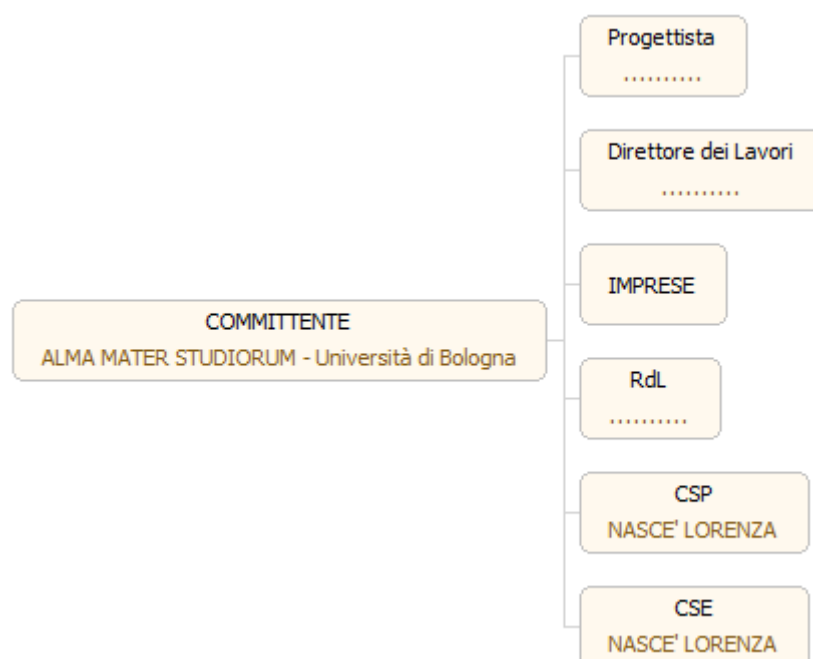 Progettista
..........
Direttore dei Lavori
..........
IMPRESE
COMMITTENTE
ALMA MATER STUDIORUM - Università di Bologna
RdL
..........
CSP
NASCE' LORENZA
CSE
NASCE' LORENZA